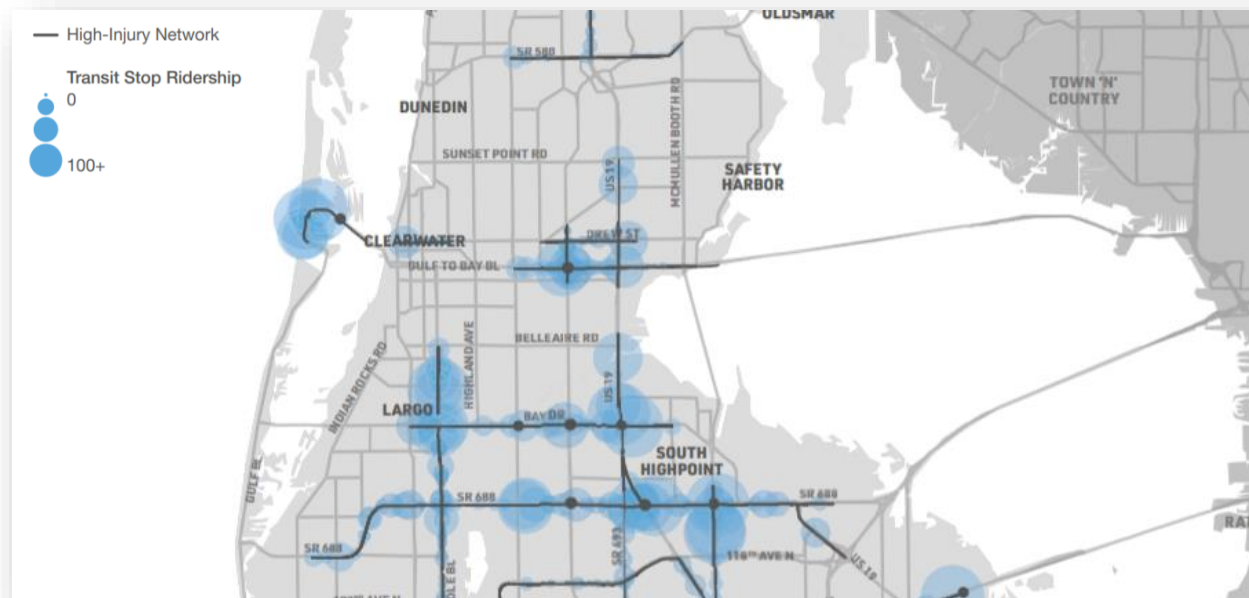 High-Injury Network
Transit Stop Ridership
0
100+
OLDSMAR
SR 580
TOWN 'N'
COUNTRY
DUNEDIN
MCMULLEN BOOTH RD
SUNSET POINT RD
US 19
SAFETY
HARBOR
CLEARWATER
DREW ST
GULF TO BAY BL
BELLEAIRE RD
HIGHLAND AVE
INDIAN ROCKS RD
US 19
LARGO
BAY DR
SOUTH
HIGHPOINT
GULF BL
SR 688
SR 688
SR 688
SR 693
118TH AVE N
US 19